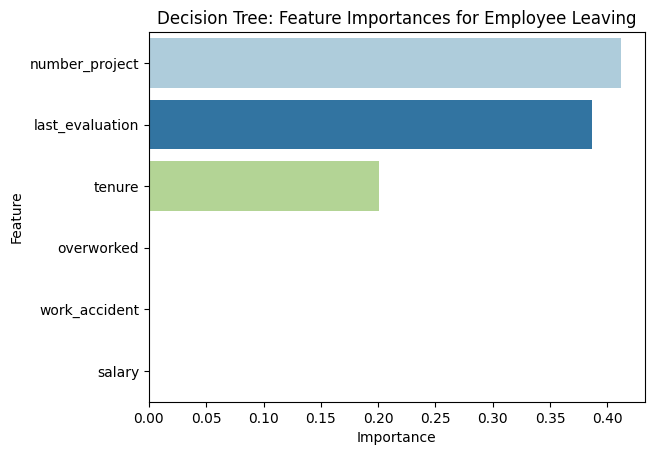 Decision Tree: Feature Importances for Employee Leaving
number_project
last_evaluation
tenure
overworked
work_accident
salary
Feature
0.00 0.05 0.10 0.15 0.20 0.25 0.30 0.35 0.40
Importance